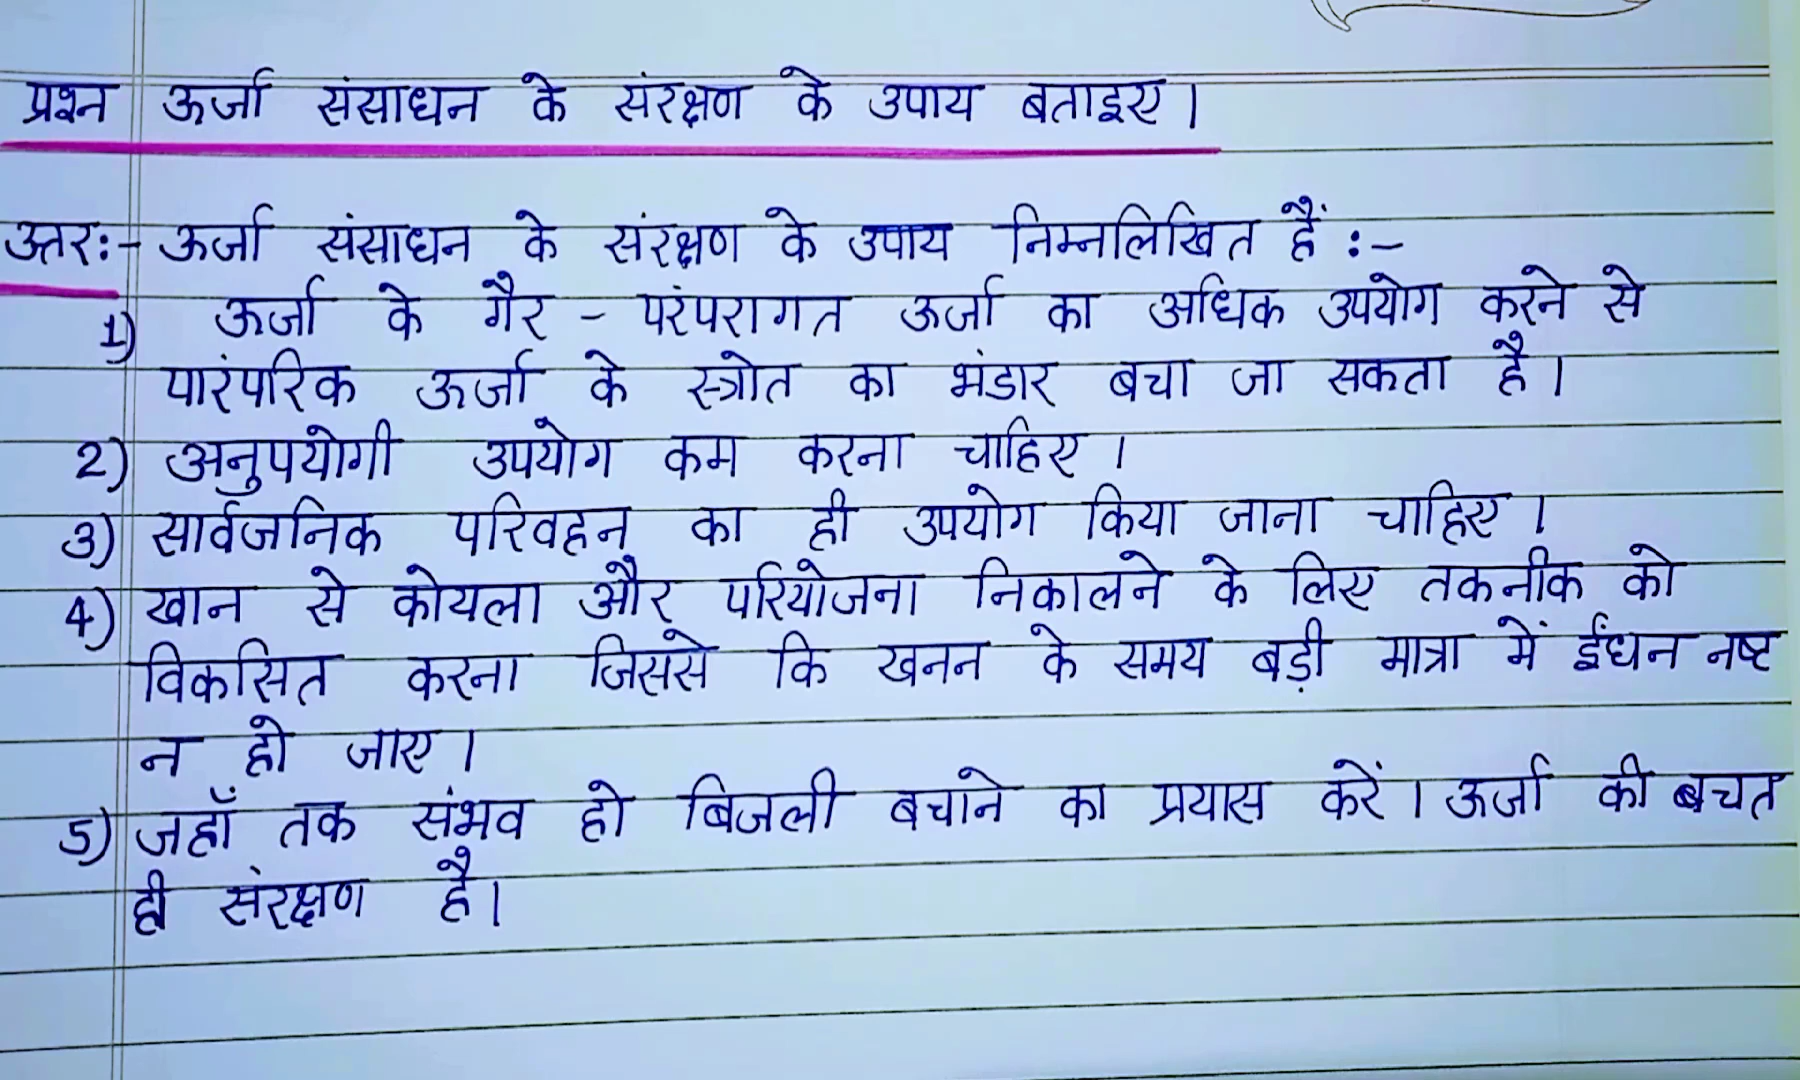 प्रश्न ऊर्जा संसाधन के संरक्षण के उपाय बताइए।
उत्तर:- ऊर्जा संसाधन के संरक्षण के उपाय निम्नलिखित हैं :-
1) ऊर्जा के गैर - परंपरागत ऊर्जा का अधिक उपयोग करने से
पारंपरिक ऊर्जा के स्त्रोत का भंडार बचा जा सकता है।
2) अनुपयोगी उपयोग कम करना चाहिए।
3) सार्वजनिक परिवहन का ही उपयोग किया जाना चाहिए।
4) खान से कोयला और परियोजना निकालने के लिए तकनीक को
विकसित करना जिससे कि खनन के समय बड़ी मात्रा में ईंधन नष्ट
न हो जाए।
5) जहाँ तक संभव हो बिजली बचाने का प्रयास करें। ऊर्जा की बचत
ही संरक्षण है।